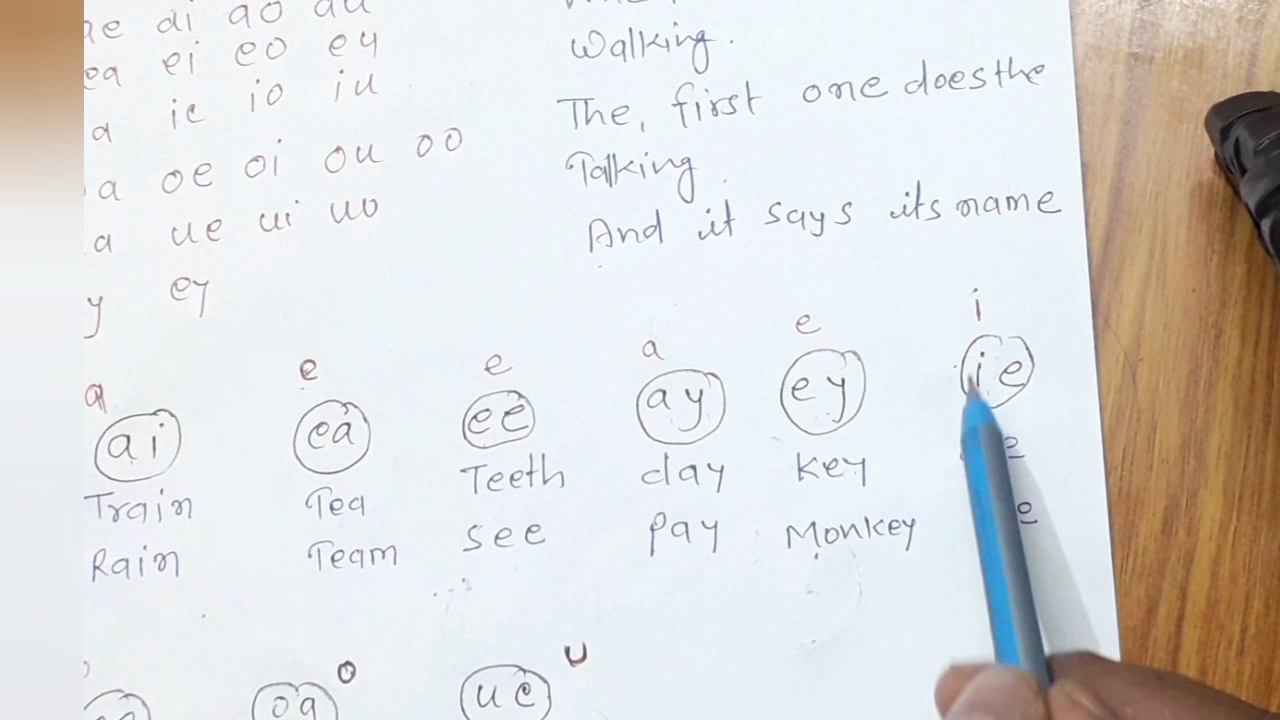 ae ai ao au
ea ei eo ey
a ie io iu
a oe oi ou oo
a ue ui uo
y ey
Walking.
The, first one does the
Talking.
And it says its name
a e e a e i
ai ea ee ay ey ie
Train Tea Teeth clay key
Rain Team see Pay Monkey
o u
oa ue